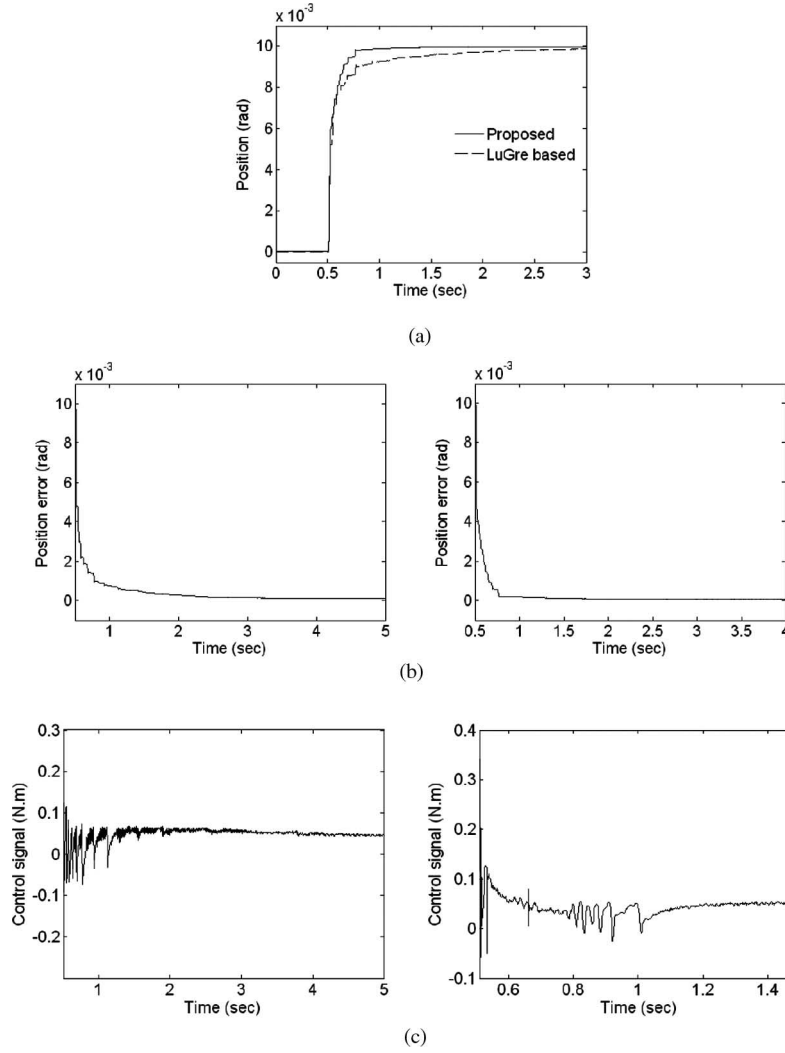 x 10⁻³
10
8
6
4
2
0
Position (rad)
Proposed
LuGre based
0 0.5 1 1.5 2 2.5 3
Time (sec)
(a)
x 10⁻³
10
8
6
4
2
0
Position error (rad)
1 2 3 4 5
Time (sec)
x 10⁻³
10
8
6
4
2
0
Position error (rad)
0.5 1 1.5 2 2.5 3 3.5 4
Time (sec)
(b)
0.3
0.2
0.1
0
-0.1
-0.2
Control signal (N.m)
1 2 3 4 5
Time (sec)
0.4
0.3
0.2
0.1
0
-0.1
Control signal (N.m)
0.6 0.8 1 1.2 1.4
Time (sec)
(c)